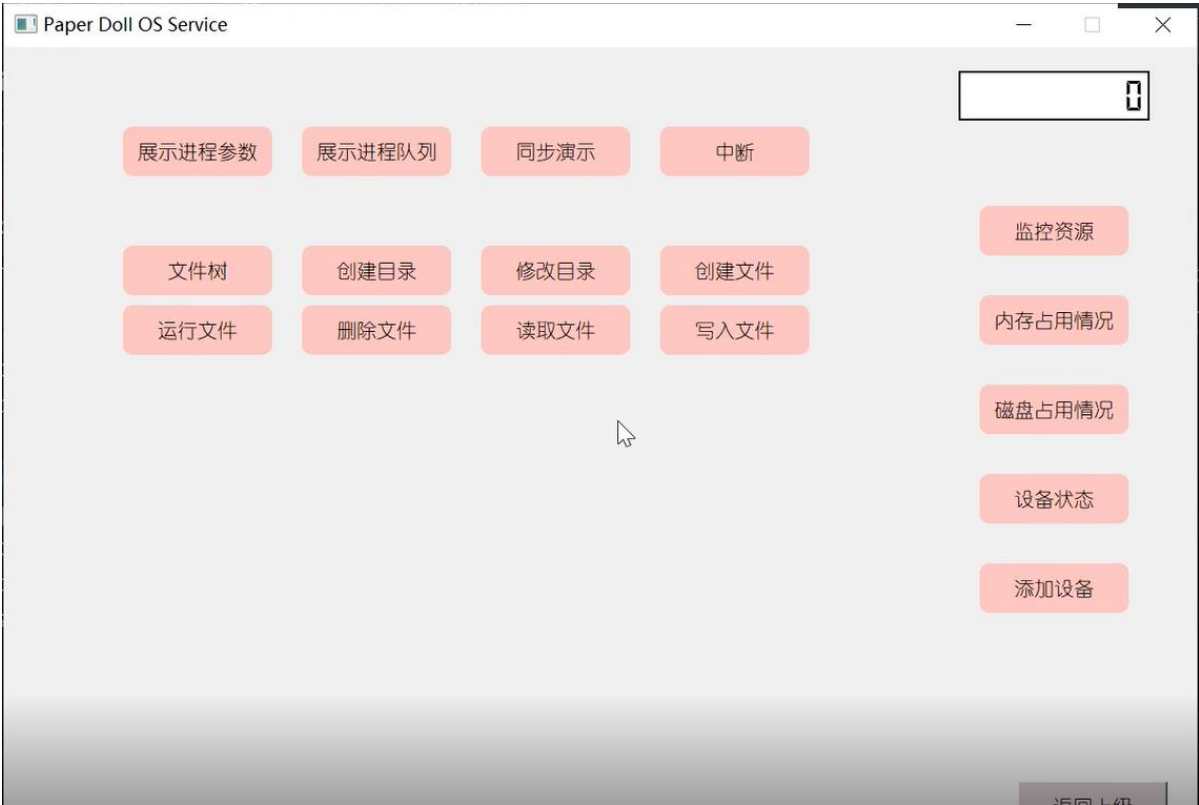 Paper Doll OS Service
0
展示进程参数 展示进程队列 同步演示 中断
监控资源
文件树 创建目录 修改目录 创建文件
内存占用情况
运行文件 删除文件 读取文件 写入文件
磁盘占用情况
设备状态
添加设备
返回上级